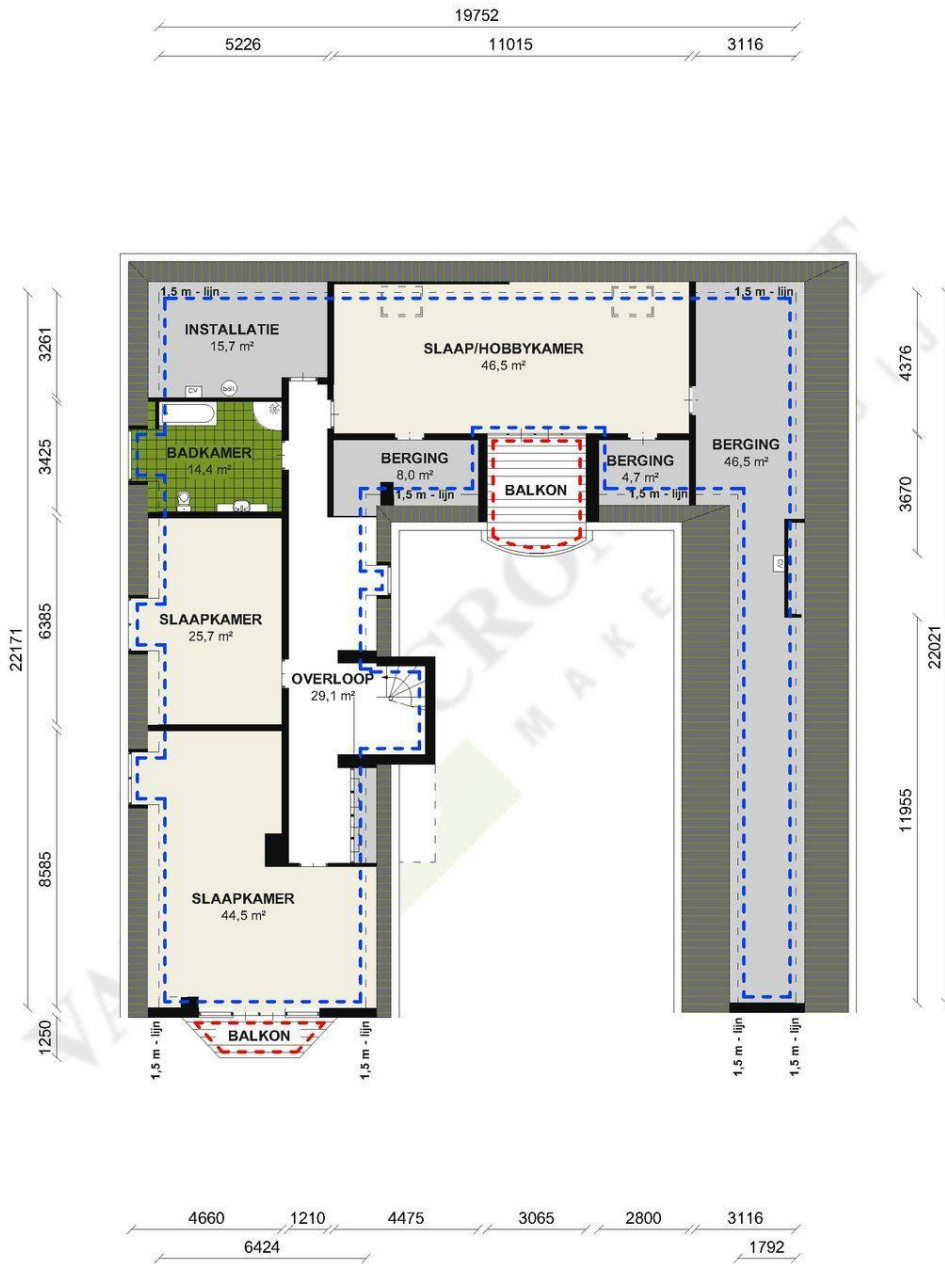 19752
5226 11015 3116
1,5 m - lijn
1,5 m - lijn
INSTALLATIE
15,7 m²
SLAAP/HOBBYKAMER
46,5 m²
CV
boil.
3261
4376
BADKAMER
14,4 m²
BERGING
8,0 m²
1,5 m - lijn
BALKON
BERGING
4,7 m²
1,5 m - lijn
BERGING
46,5 m²
3425
3670
CV
SLAAPKAMER
25,7 m²
OVERLOOP
29,1 m²
22171
6385
22021
11955
SLAAPKAMER
44,5 m²
8585
BALKON
1250
1,5 m - lijn
1,5 m - lijn
1,5 m - lijn
1,5 m - lijn
MAKE
4660 1210 4475 3065 2800 3116
6424 1792